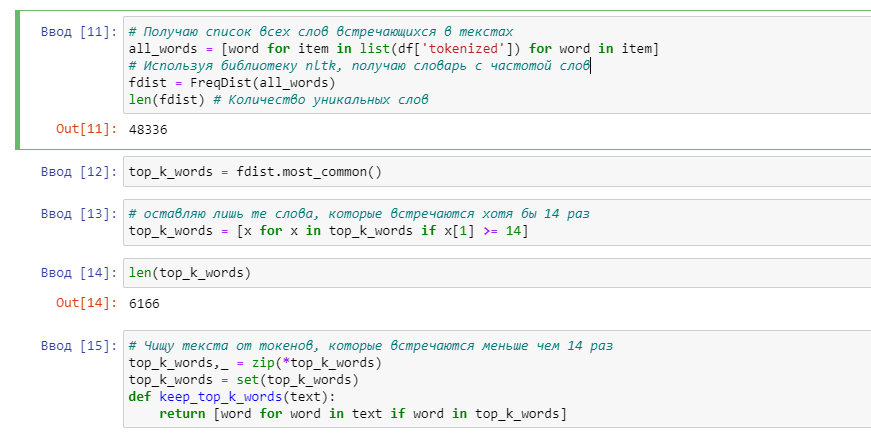 Ввод [11]: # Получаю список всех слов встречающихся в текстах
all_words = [word for item in list(df['tokenized']) for word in item]
# Используя библиотеку nltk, получаю словарь с частотой слов
fdist = FreqDist(all_words)
len(fdist) # Количество уникальных слов
Out[11]: 48336
Ввод [12]: top_k_words = fdist.most_common()
Ввод [13]: # оставляю лишь те слова, которые встречаются хотя бы 14 раз
top_k_words = [x for x in top_k_words if x[1] >= 14]
Ввод [14]: len(top_k_words)
Out[14]: 6166
Ввод [15]: # Чищу текста от токенов, которые встречаются меньше чем 14 раз
top_k_words,_ = zip(*top_k_words)
top_k_words = set(top_k_words)
def keep_top_k_words(text):
    return [word for word in text if word in top_k_words]